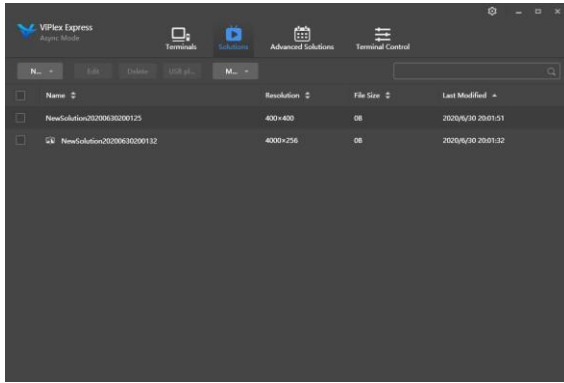 ViPlex Express
Async Mode
Terminals
Solutions
Advanced Solutions
Terminal Control
N...
Edit
Delete
USB pl...
M...
Name
Resolution
File Size
Last Modified
NewSolution20200630200125
400×400
0B
2020/6/30 20:01:51
NewSolution20200630200132
4000×256
0B
2020/6/30 20:01:32